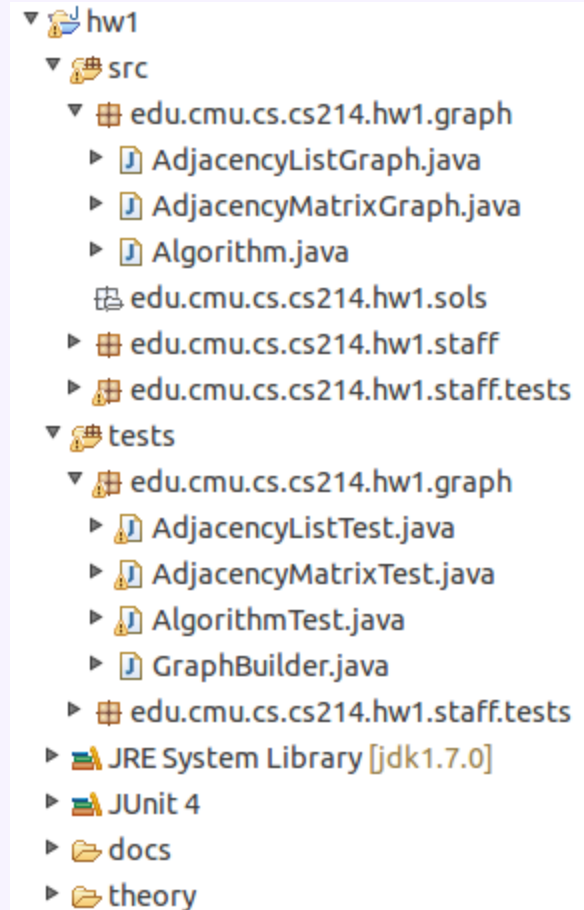 hw1
src
edu.cmu.cs.cs214.hw1.graph
AdjacencyListGraph.java
AdjacencyMatrixGraph.java
Algorithm.java
edu.cmu.cs.cs214.hw1.sols
edu.cmu.cs.cs214.hw1.staff
edu.cmu.cs.cs214.hw1.staff.tests
tests
edu.cmu.cs.cs214.hw1.graph
AdjacencyListTest.java
AdjacencyMatrixTest.java
AlgorithmTest.java
GraphBuilder.java
edu.cmu.cs.cs214.hw1.staff.tests
JRE System Library [jdk1.7.0]
JUnit 4
docs
theory